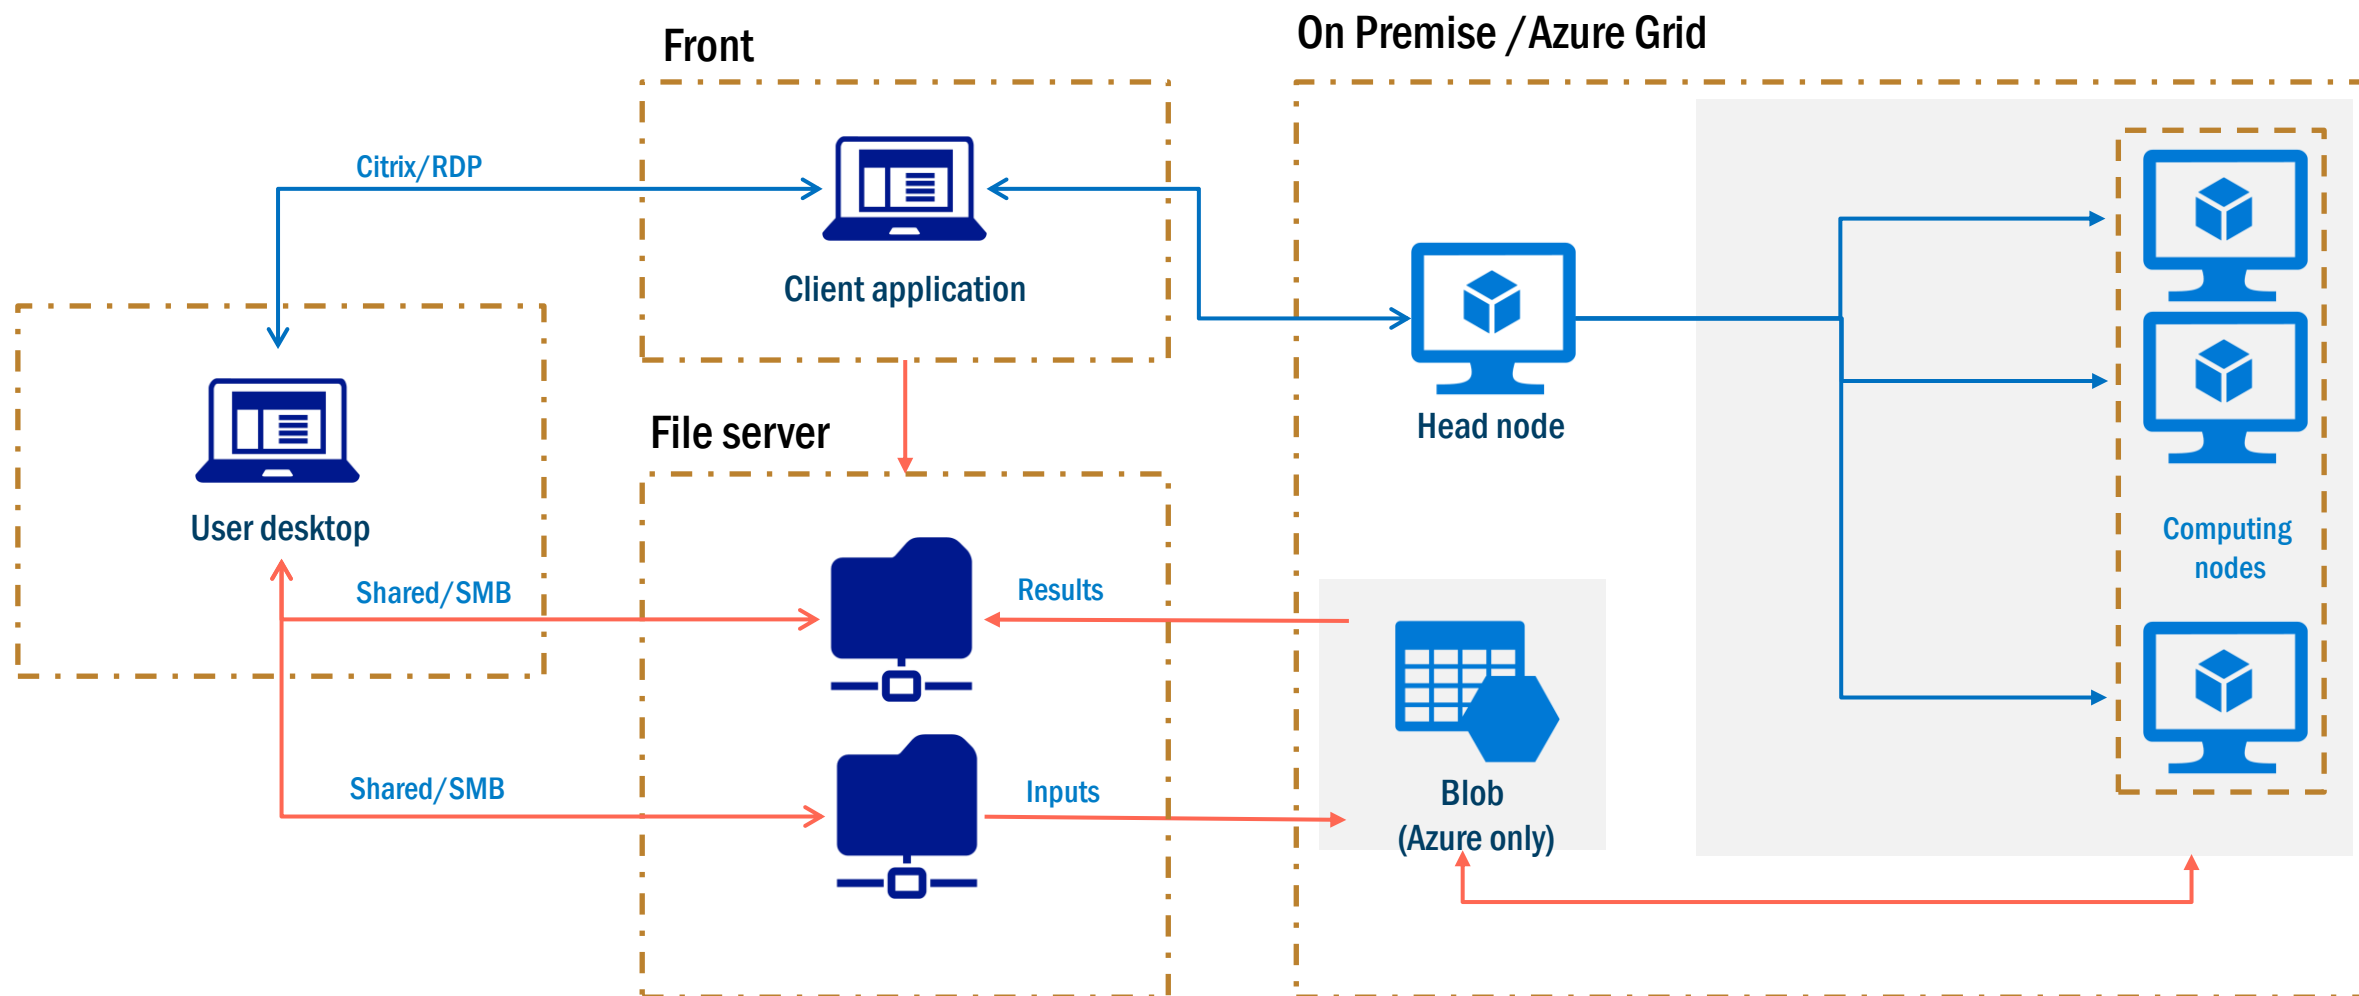 Front
On Premise /Azure Grid
Citrix/RDP
Client application
Head node
File server
User desktop
Computing
nodes
Shared/SMB
Results
Shared/SMB
Inputs
Blob
(Azure only)